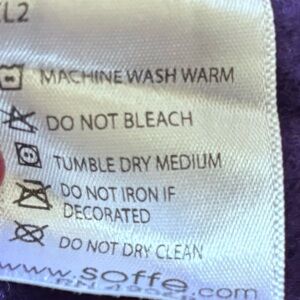 MACHINE WASH WARM
DO NOT BLEACH
TUMBLE DRY MEDIUM
DO NOT IRON IF
DECORATED
DO NOT DRY CLEAN
www.soffe.com